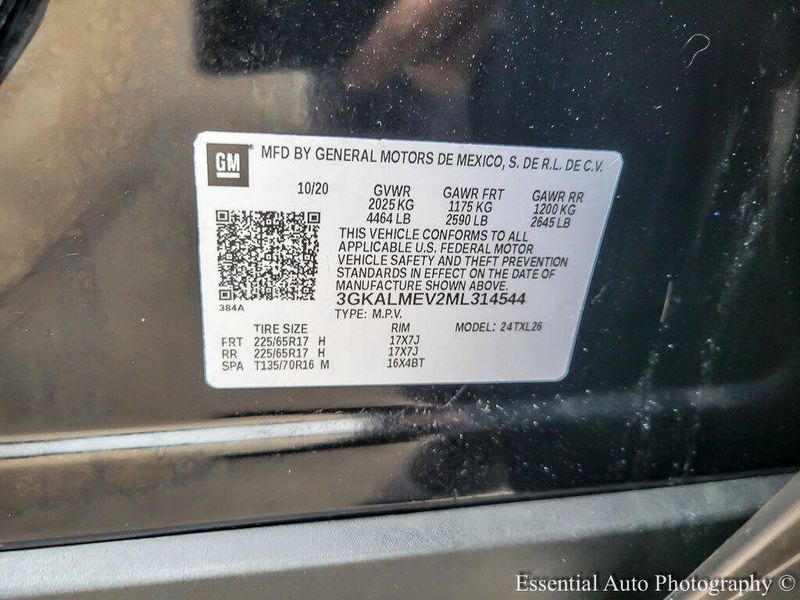 GM MFD BY GENERAL MOTORS DE MEXICO, S. DE R.L. DE C.V.
10/20 GVWR GAWR FRT GAWR RR
2025 KG 1175 KG 1200 KG
4464 LB 2590 LB 2645 LB
THIS VEHICLE CONFORMS TO ALL
APPLICABLE U.S. FEDERAL MOTOR
VEHICLE SAFETY AND THEFT PREVENTION
STANDARDS IN EFFECT ON THE DATE OF
MANUFACTURE SHOWN ABOVE.
3GKALMEV2ML314544
384A
TYPE: M.P.V. MODEL: 24TXL26
TIRE SIZE RIM
FRT 225/65R17 H 17X7J
RR 225/65R17 H 17X7J
SPA T135/70R16 M 16X4BT
Essential Auto Photography ©